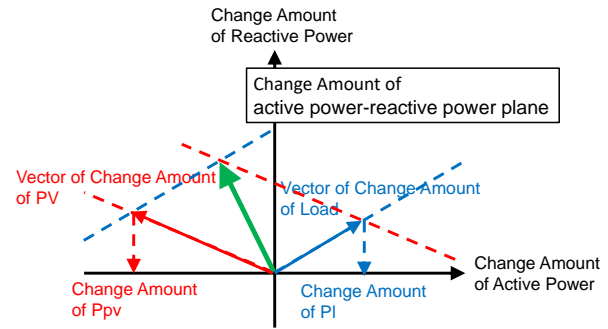 Change Amount
of Reactive Power
Change Amount of
active power-reactive power plane
Vector of Change Amount
of PV
Vector of Change Amount
of Load
Change Amount
of Active Power
Change Amount
of Ppv
Change Amount
of Pl